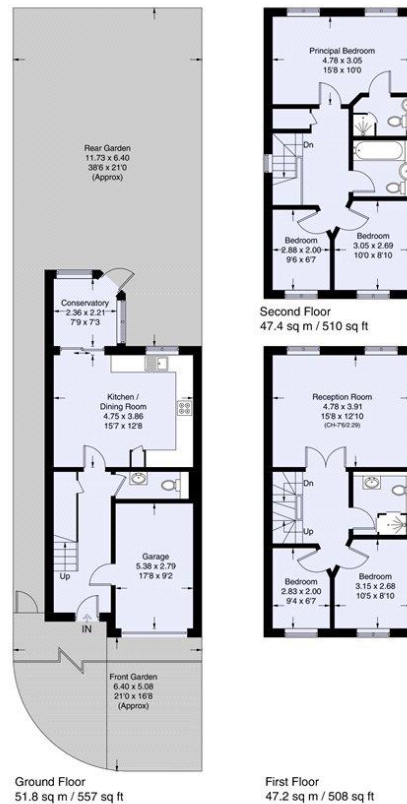 Rear Garden
11.73 x 6.40
38'6 x 21'0
(Approx)
Conservatory
2.36 x 2.21
7'9 x 7'3
Kitchen /
Dining Room
4.75 x 3.86
15'7 x 12'8
Garage
5.38 x 2.79
17'8 x 9'2
Up
IN
Front Garden
6.40 x 5.08
21'0 x 16'8
(Approx)
Ground Floor
51.8 sq m / 557 sq ft
Principal Bedroom
4.78 x 3.05
15'8 x 10'0
Dn
Bedroom
2.88 x 2.00
9'6 x 6'7
Bedroom
3.05 x 2.69
10'0 x 8'10
Second Floor
47.4 sq m / 510 sq ft
Reception Room
4.78 x 3.91
15'8 x 12'10
(CH-7'6/2.29)
Dn
Up
Bedroom
2.83 x 2.00
9'4 x 6'7
Bedroom
3.15 x 2.68
10'5 x 8'10
First Floor
47.2 sq m / 508 sq ft